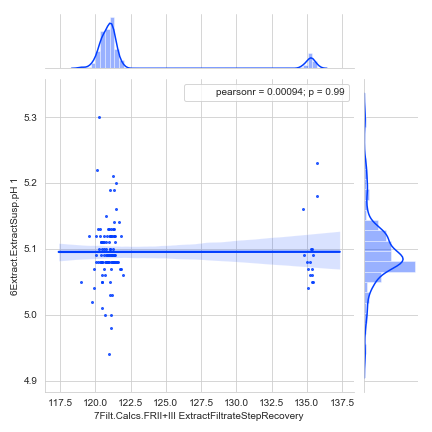 pearsonr = 0.00094; p = 0.99
5.3
5.2
5.1
5.0
4.9
6Extract.ExtractSusp.pH 1
117.5 120.0 122.5 125.0 127.5 130.0 132.5 135.0 137.5
7Filt.Calcs.FRII+III ExtractFiltrateStepRecovery